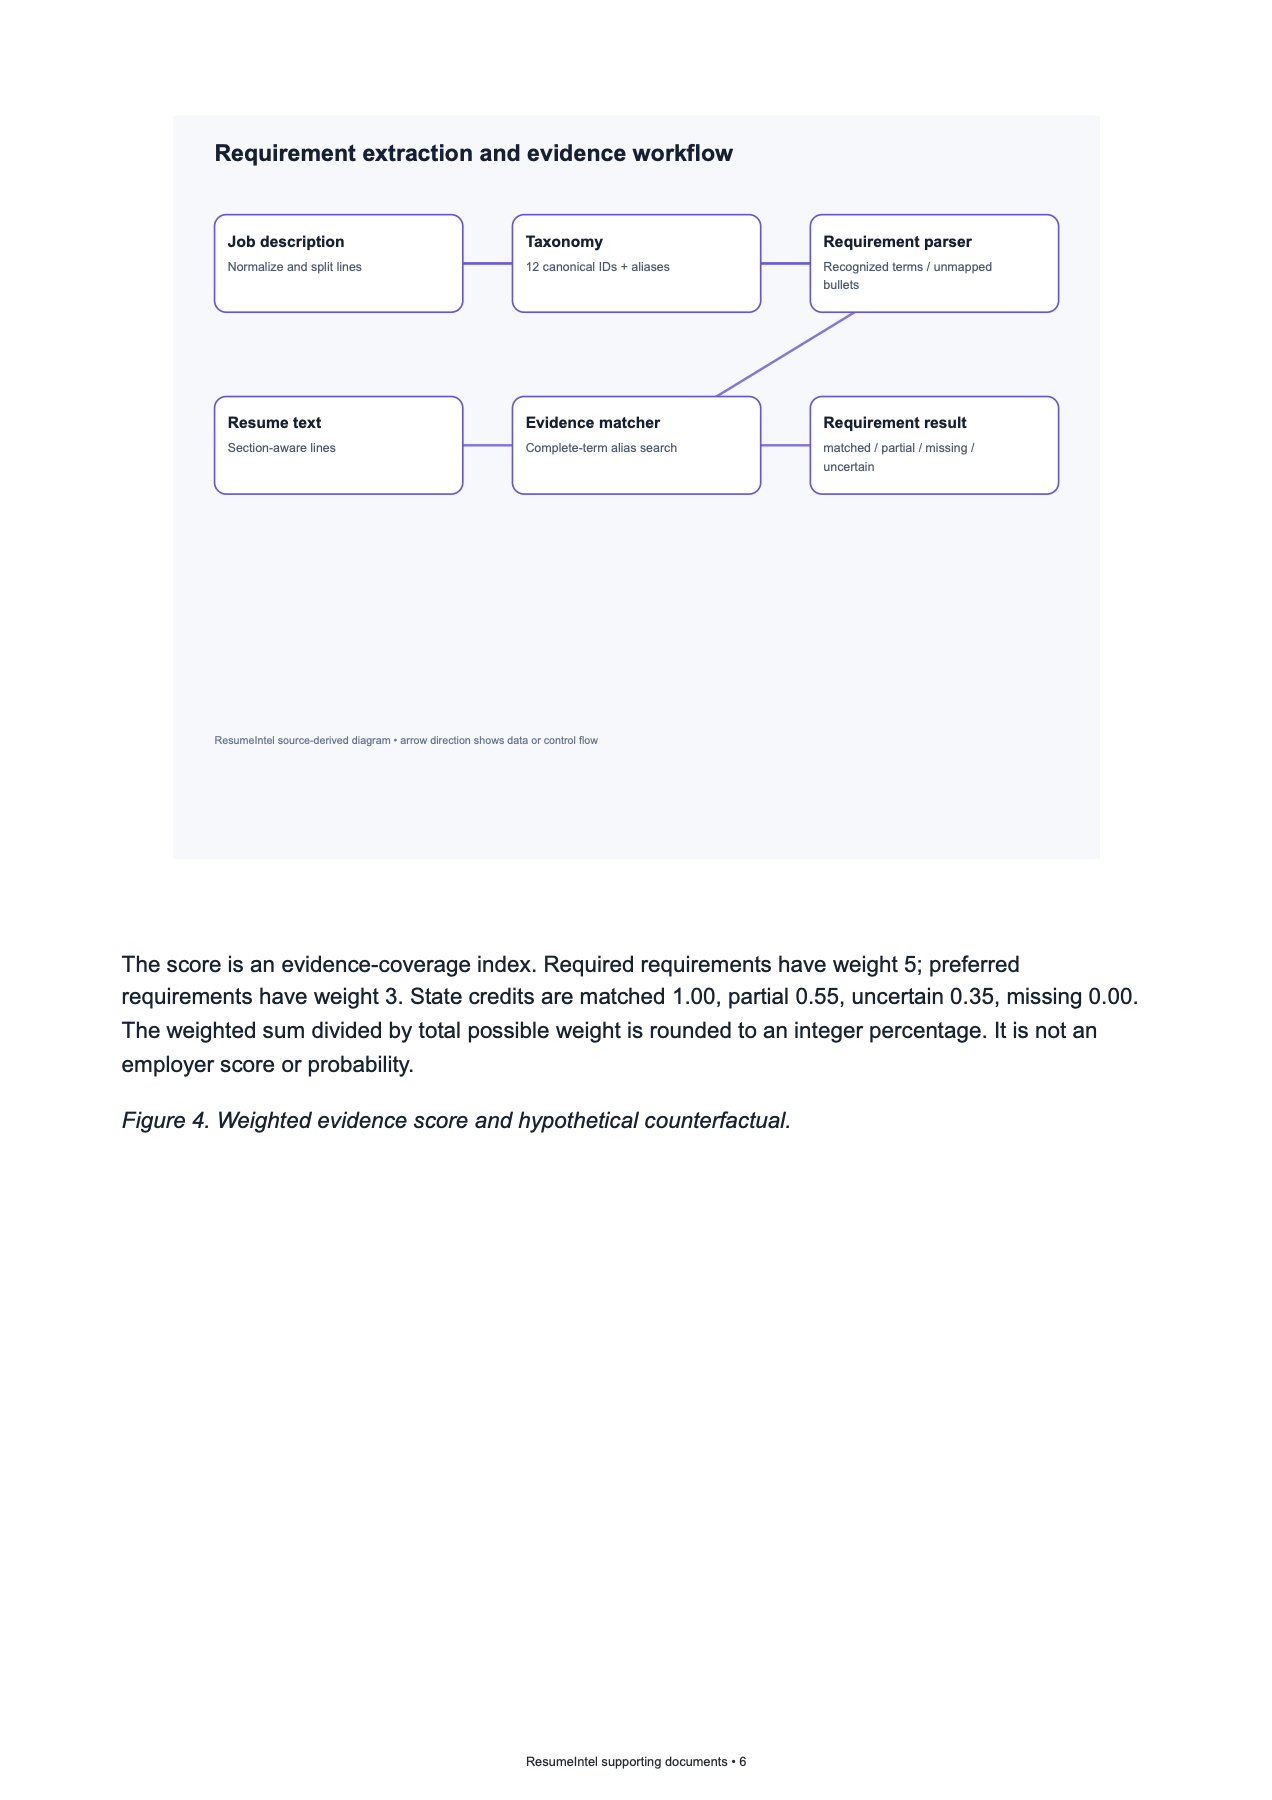 Requirement extraction and evidence workflow
Job description
Normalize and split lines
Taxonomy
12 canonical IDs + aliases
Requirement parser
Recognized terms / unmapped
bullets
Resume text
Section-aware lines
Evidence matcher
Complete-term alias search
Requirement result
matched / partial / missing /
uncertain
ResumeIntel source-derived diagram • arrow direction shows data or control flow
The score is an evidence-coverage index. Required requirements have weight 5; preferred
requirements have weight 3. State credits are matched 1.00, partial 0.55, uncertain 0.35, missing 0.00.
The weighted sum divided by total possible weight is rounded to an integer percentage. It is not an
employer score or probability.
Figure 4. Weighted evidence score and hypothetical counterfactual.
ResumeIntel supporting documents • 6